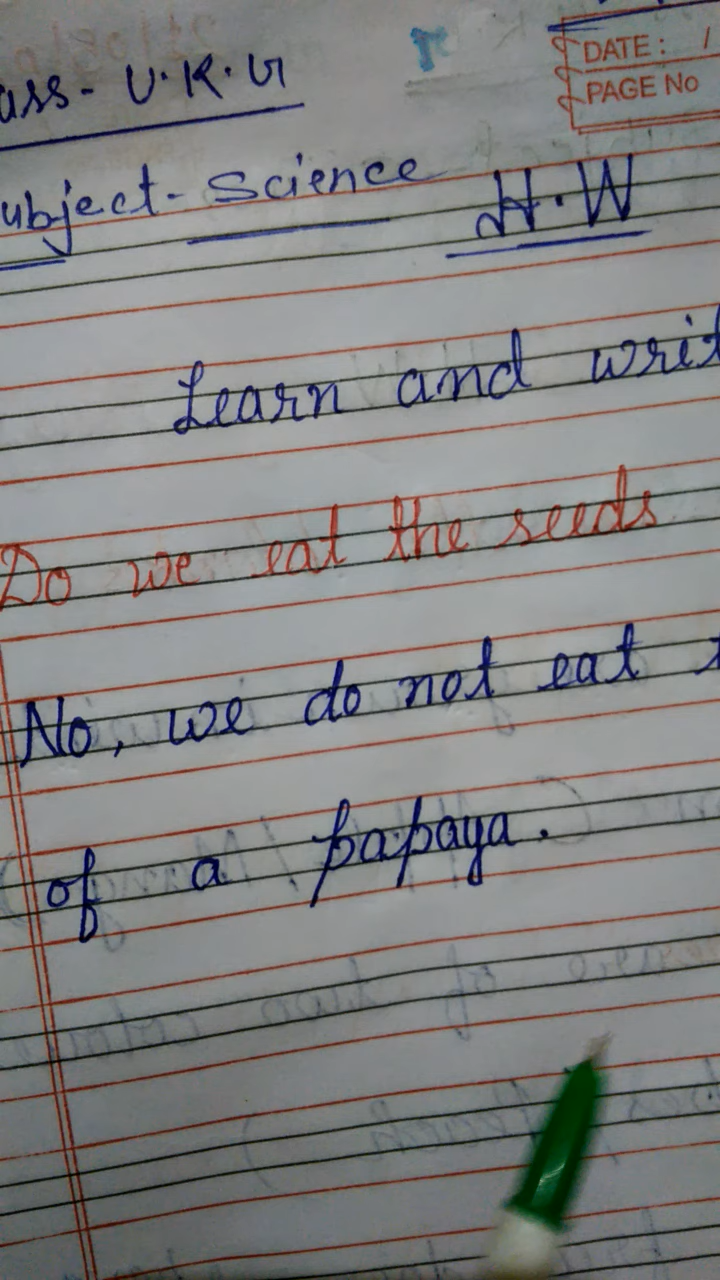 DATE: /
PAGE No
ass- U.K.G
ubject- Science
H.W
Learn and writ
Do we eat the seeds
No, we do not eat
of a papaya.